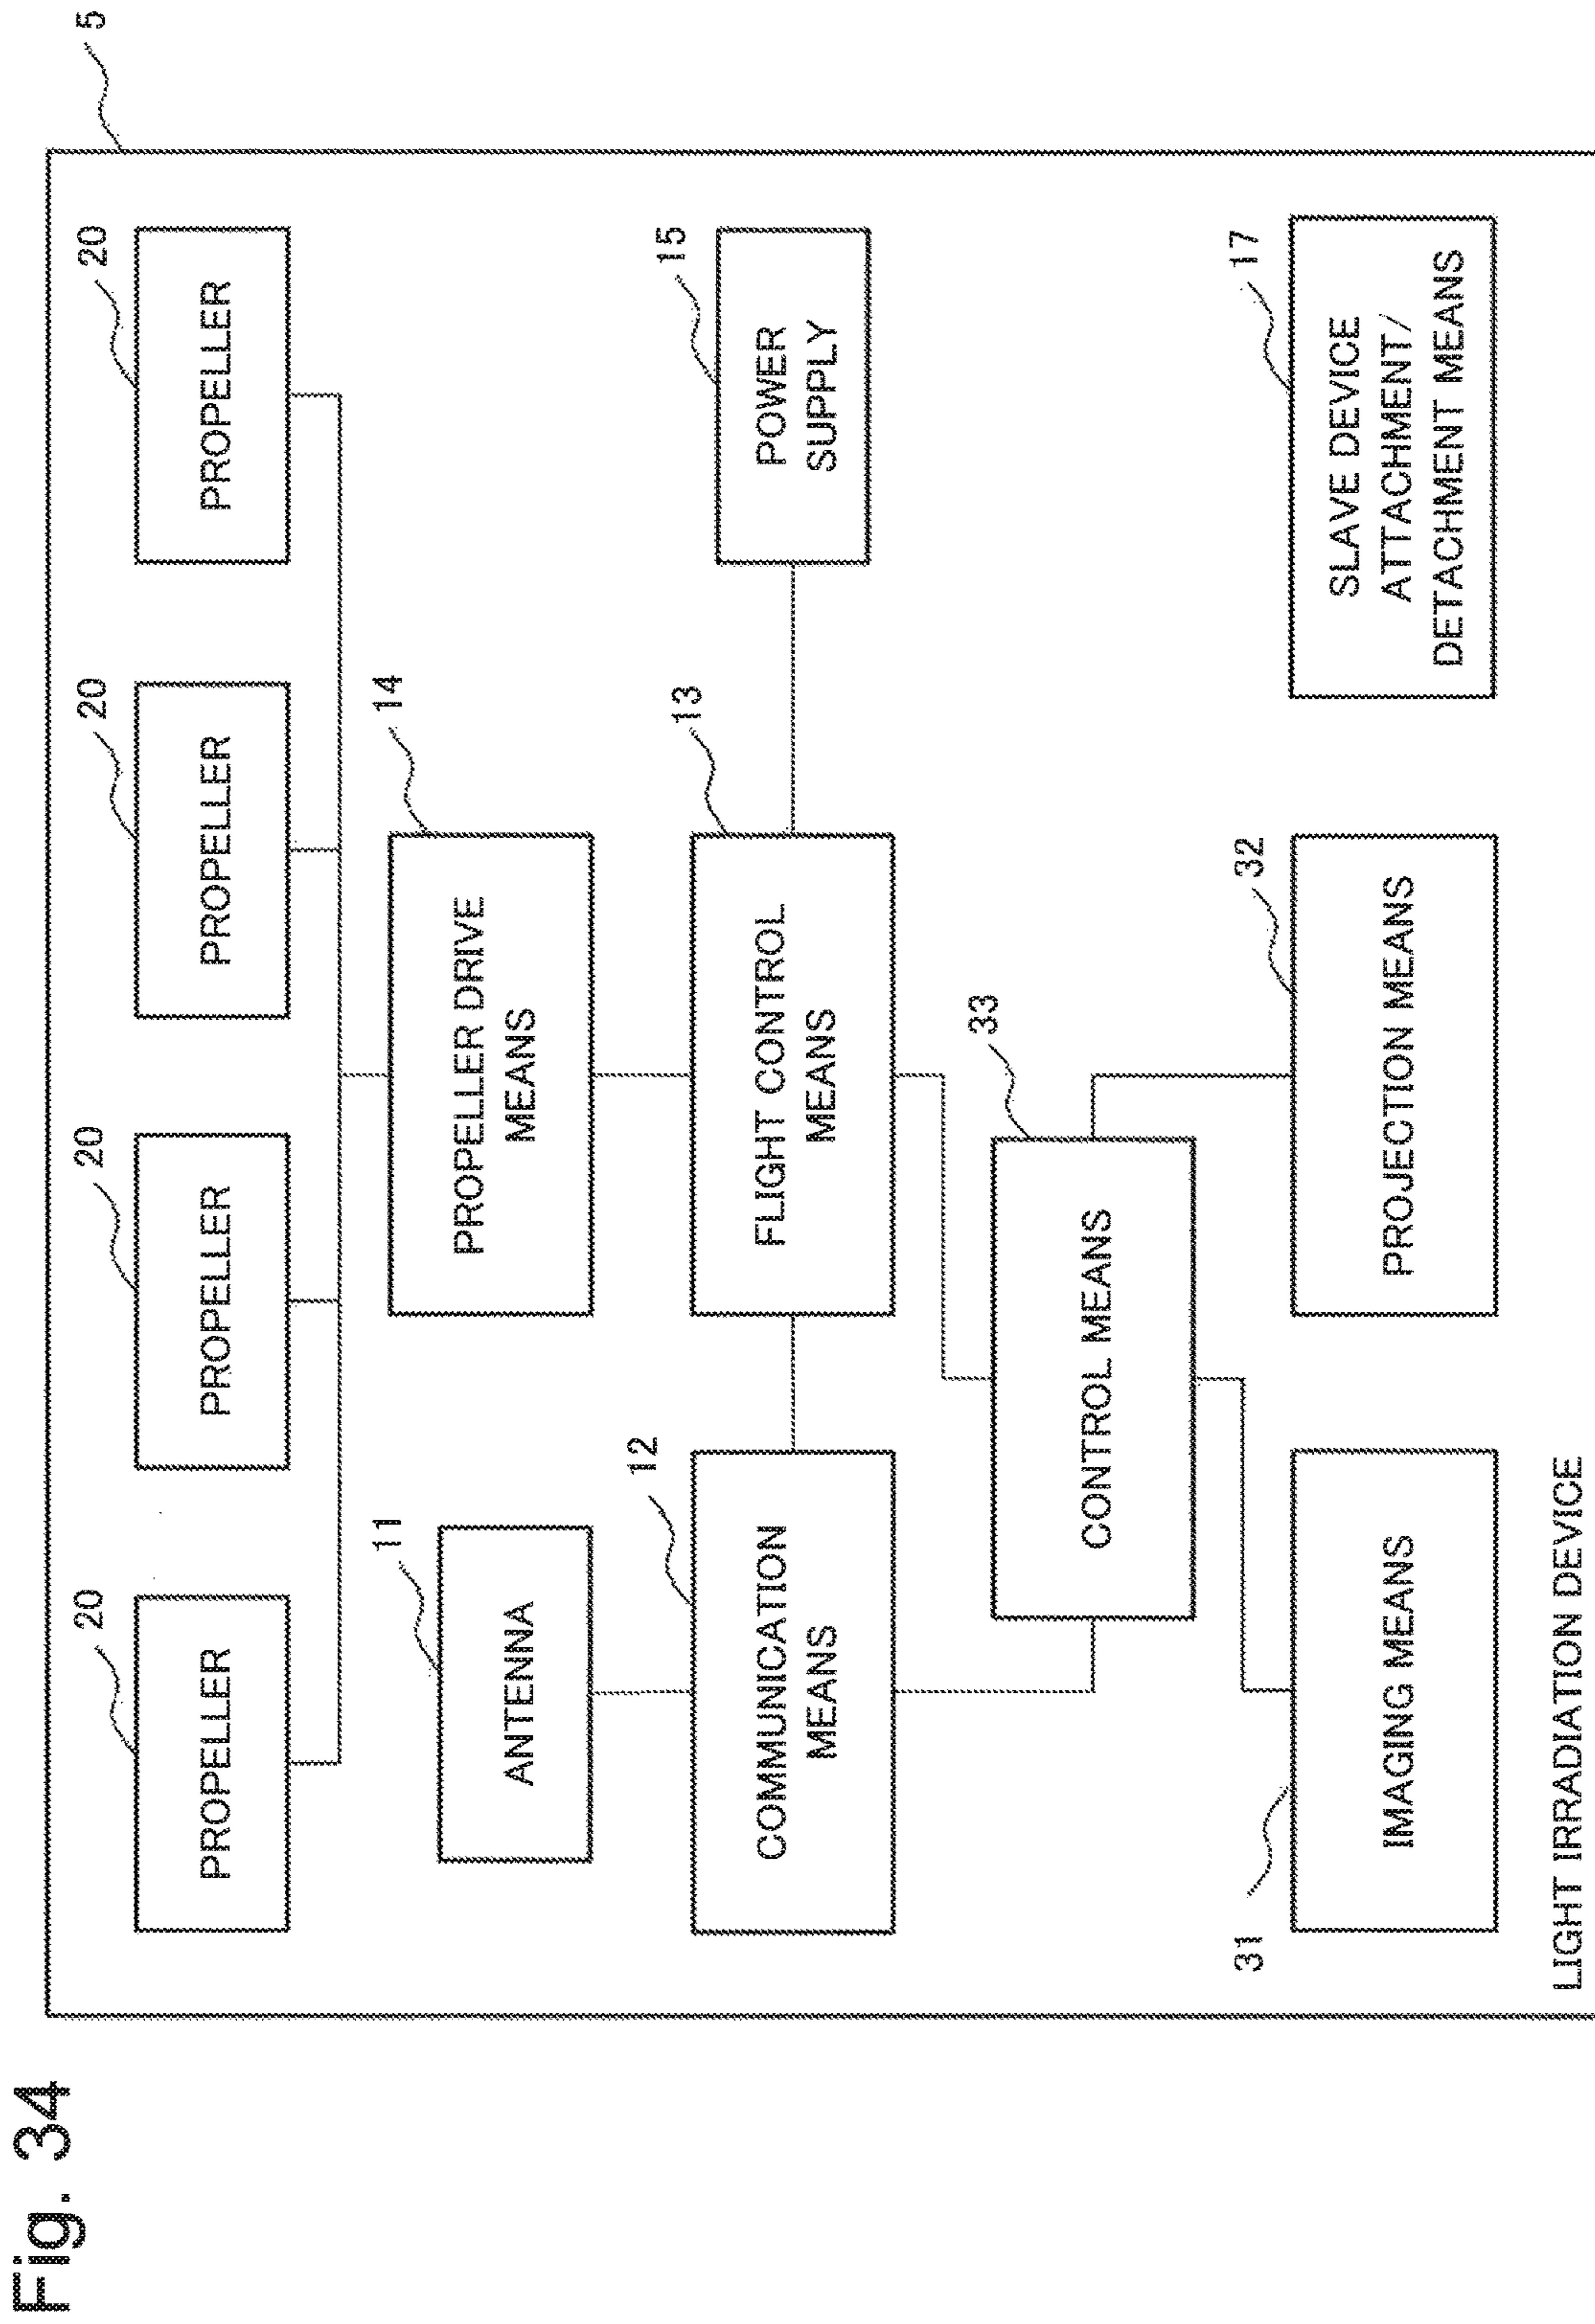 Fig. 34
5
20
20
20
20
PROPELLER
PROPELLER
PROPELLER
PROPELLER
11
14
ANTENNA
PROPELLER DRIVE
MEANS
12
13
15
COMMUNICATION
MEANS
FLIGHT CONTROL
MEANS
POWER
SUPPLY
33
CONTROL MEANS
31
32
17
IMAGING MEANS
PROJECTION MEANS
SLAVE DEVICE
ATTACHMENT/
DETACHMENT MEANS
LIGHT IRRADIATION DEVICE